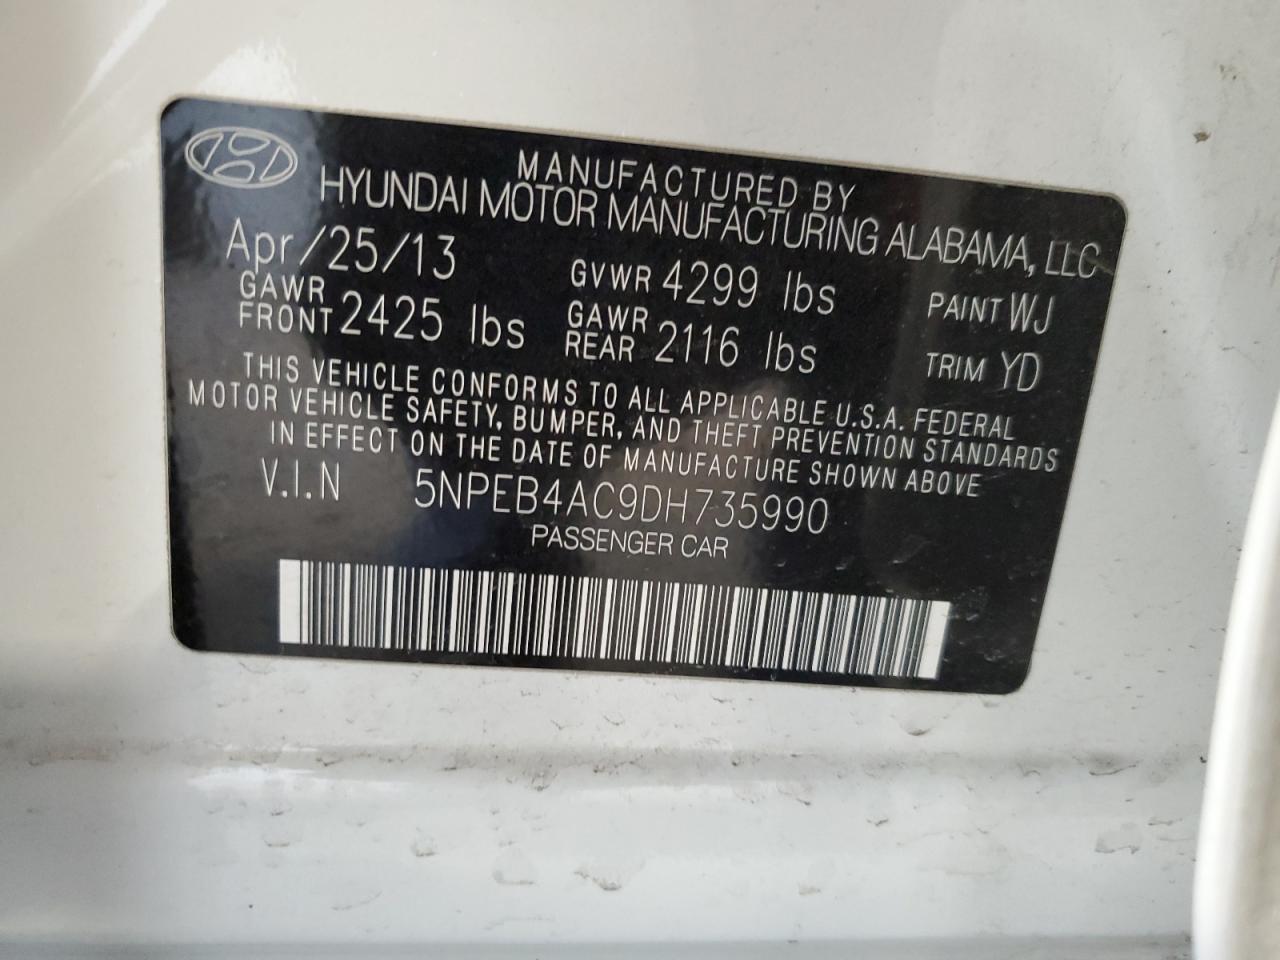 MANUFACTURED BY
HYUNDAI MOTOR MANUFACTURING ALABAMA, LLC
Apr/25/13 GVWR 4299 lbs PAINT WJ
GAWR FRONT 2425 lbs GAWR REAR 2116 lbs TRIM YD
THIS VEHICLE CONFORMS TO ALL APPLICABLE U.S.A. FEDERAL
MOTOR VEHICLE SAFETY, BUMPER, AND THEFT PREVENTION STANDARDS
IN EFFECT ON THE DATE OF MANUFACTURE SHOWN ABOVE
V.I.N 5NPEB4AC9DH735990
PASSENGER CAR